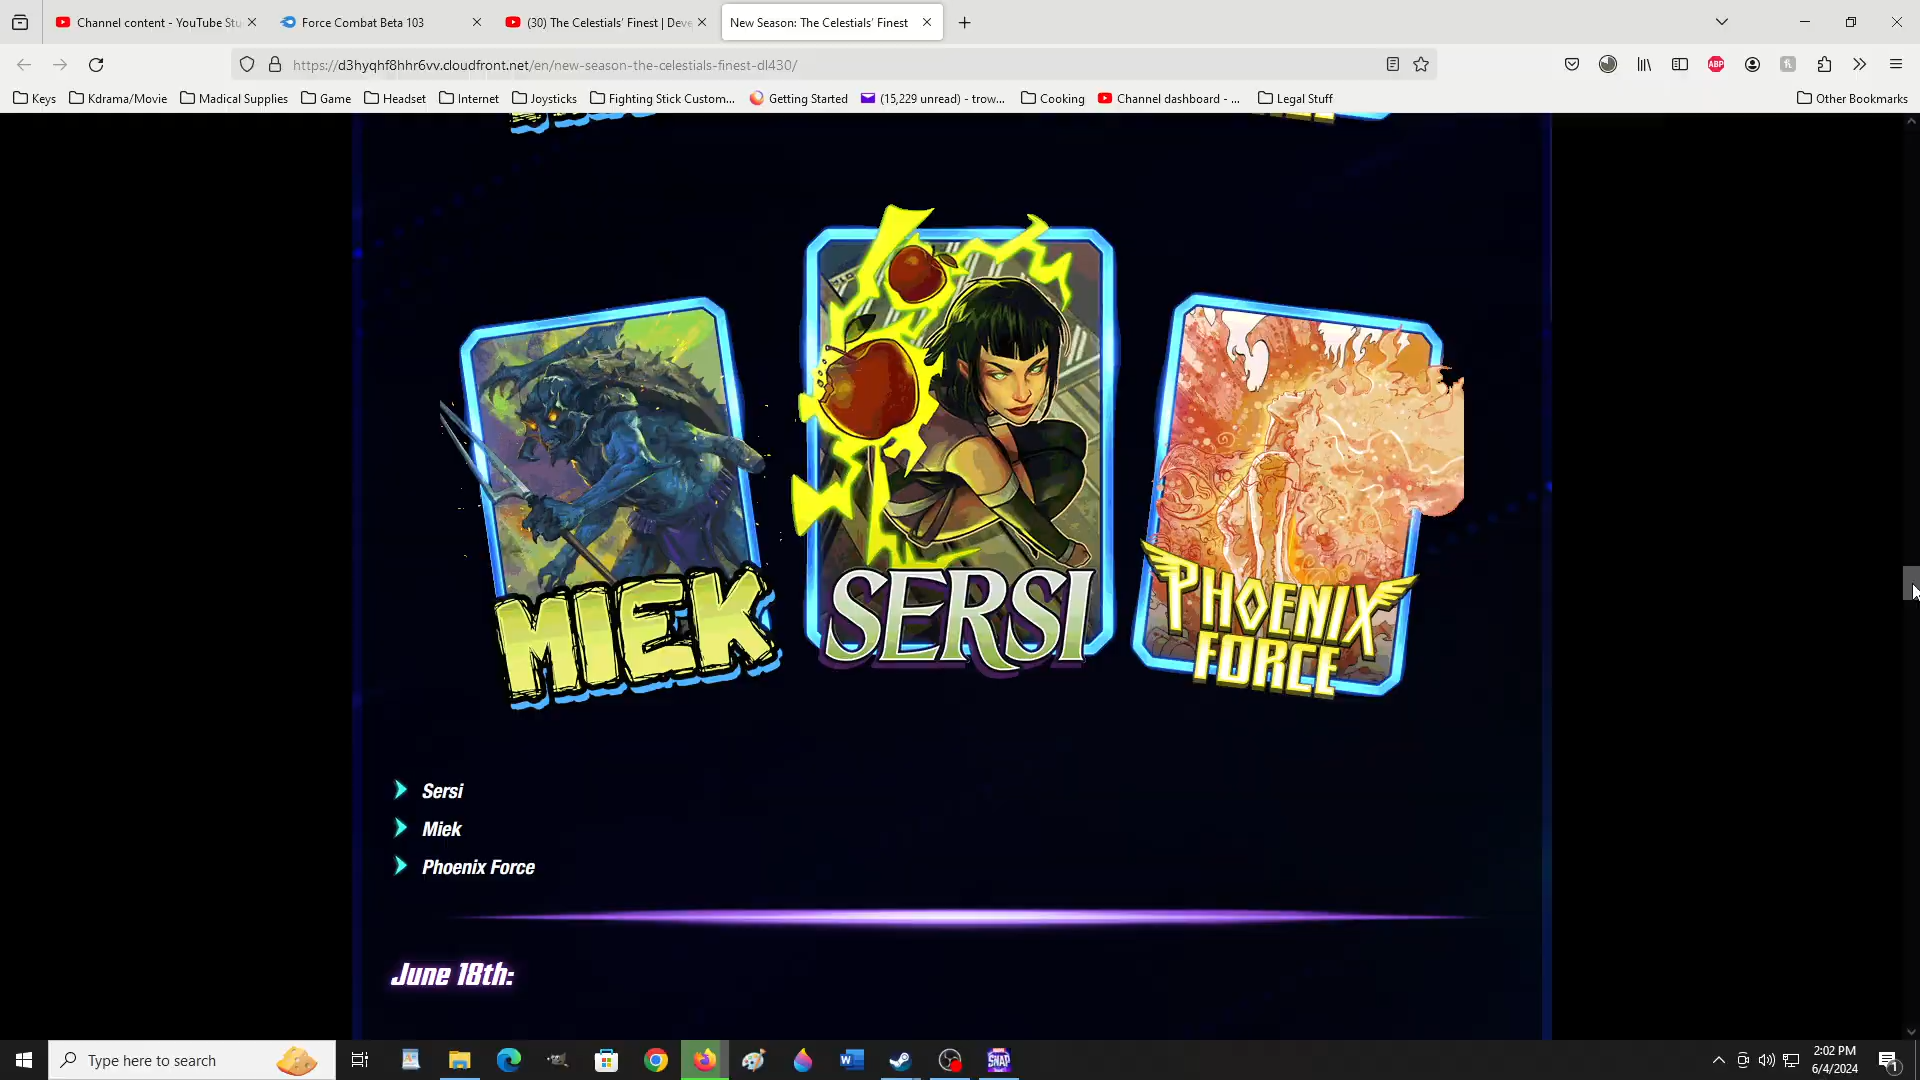 Channel content - YouTube Stu
Force Combat Beta 103
(30) The Celestials' Finest | Deve
New Season: The Celestials' Finest
https://d3hyqhf8hhr6vv.cloudfront.net/en/new-season-the-celestials-finest-dl430/
ABP
Keys
Kdrama/Movie
Madical Supplies
Game
Headset
Internet
Joysticks
Fighting Stick Custom...
Getting Started
(15,229 unread) - trow...
Cooking
Channel dashboard - ...
Legal Stuff
Other Bookmarks
MIEK
SERSI
PHOENIX
FORCE
Sersi
Miek
Phoenix Force
June 18th:
Type here to search
SNAP
2:02 PM
6/4/2024
1